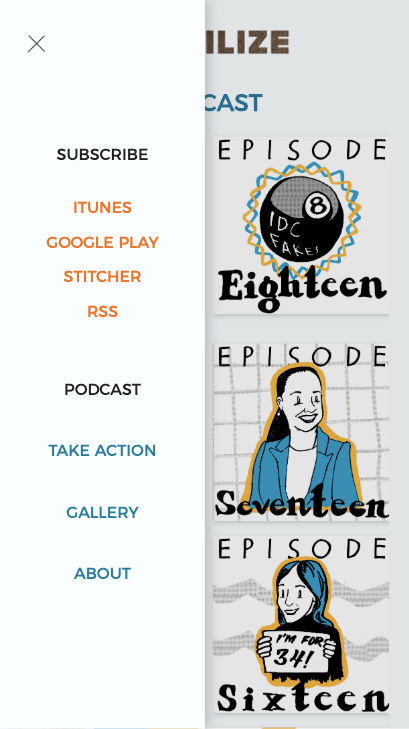 ILIZE
CAST
SUBSCRIBE
ITUNES
GOOGLE PLAY
STITCHER
RSS
PODCAST
TAKE ACTION
GALLERY
ABOUT
EPISODE
8
IDC
FAKES
Eighteen
EPISODE
Seventeen
EPISODE
I'M FOR
34!
Sixteen